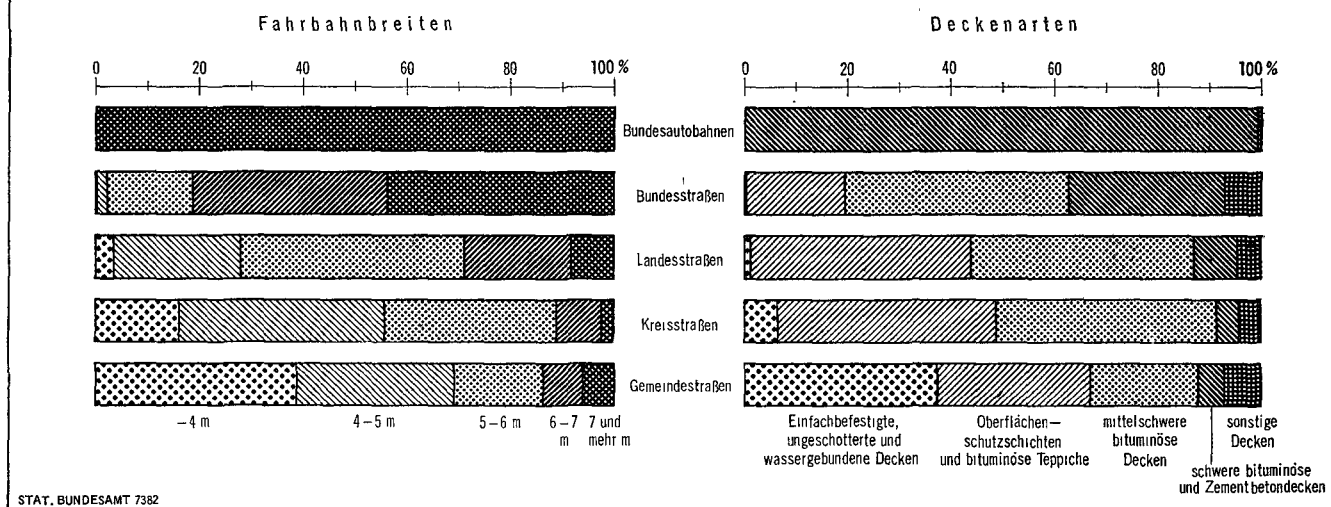 Fahrbahnbreiten
Deckenarten
0 20 40 60 80 100 %
0 20 40 60 80 100 %
Bundesautobahnen
Bundesstraßen
Landesstraßen
Kreisstraßen
Gemeindestraßen
–4 m
4–5 m
5–6 m
6–7
m
7 und
mehr m
Einfachbefestigte,
ungeschotterte und
wassergebundene Decken
Oberflächen–
schutzschichten
und bituminöse Teppiche
mittelschwere
bituminöse
Decken
schwere bituminöse
und Zementbetondecken
sonstige
Decken
STAT. BUNDESAMT 7382